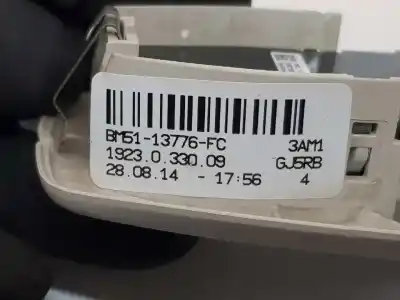 BM51-13776-FC 3AM1
1923.0.330.09 GJ5RB
28.08.14 - 17:56 4